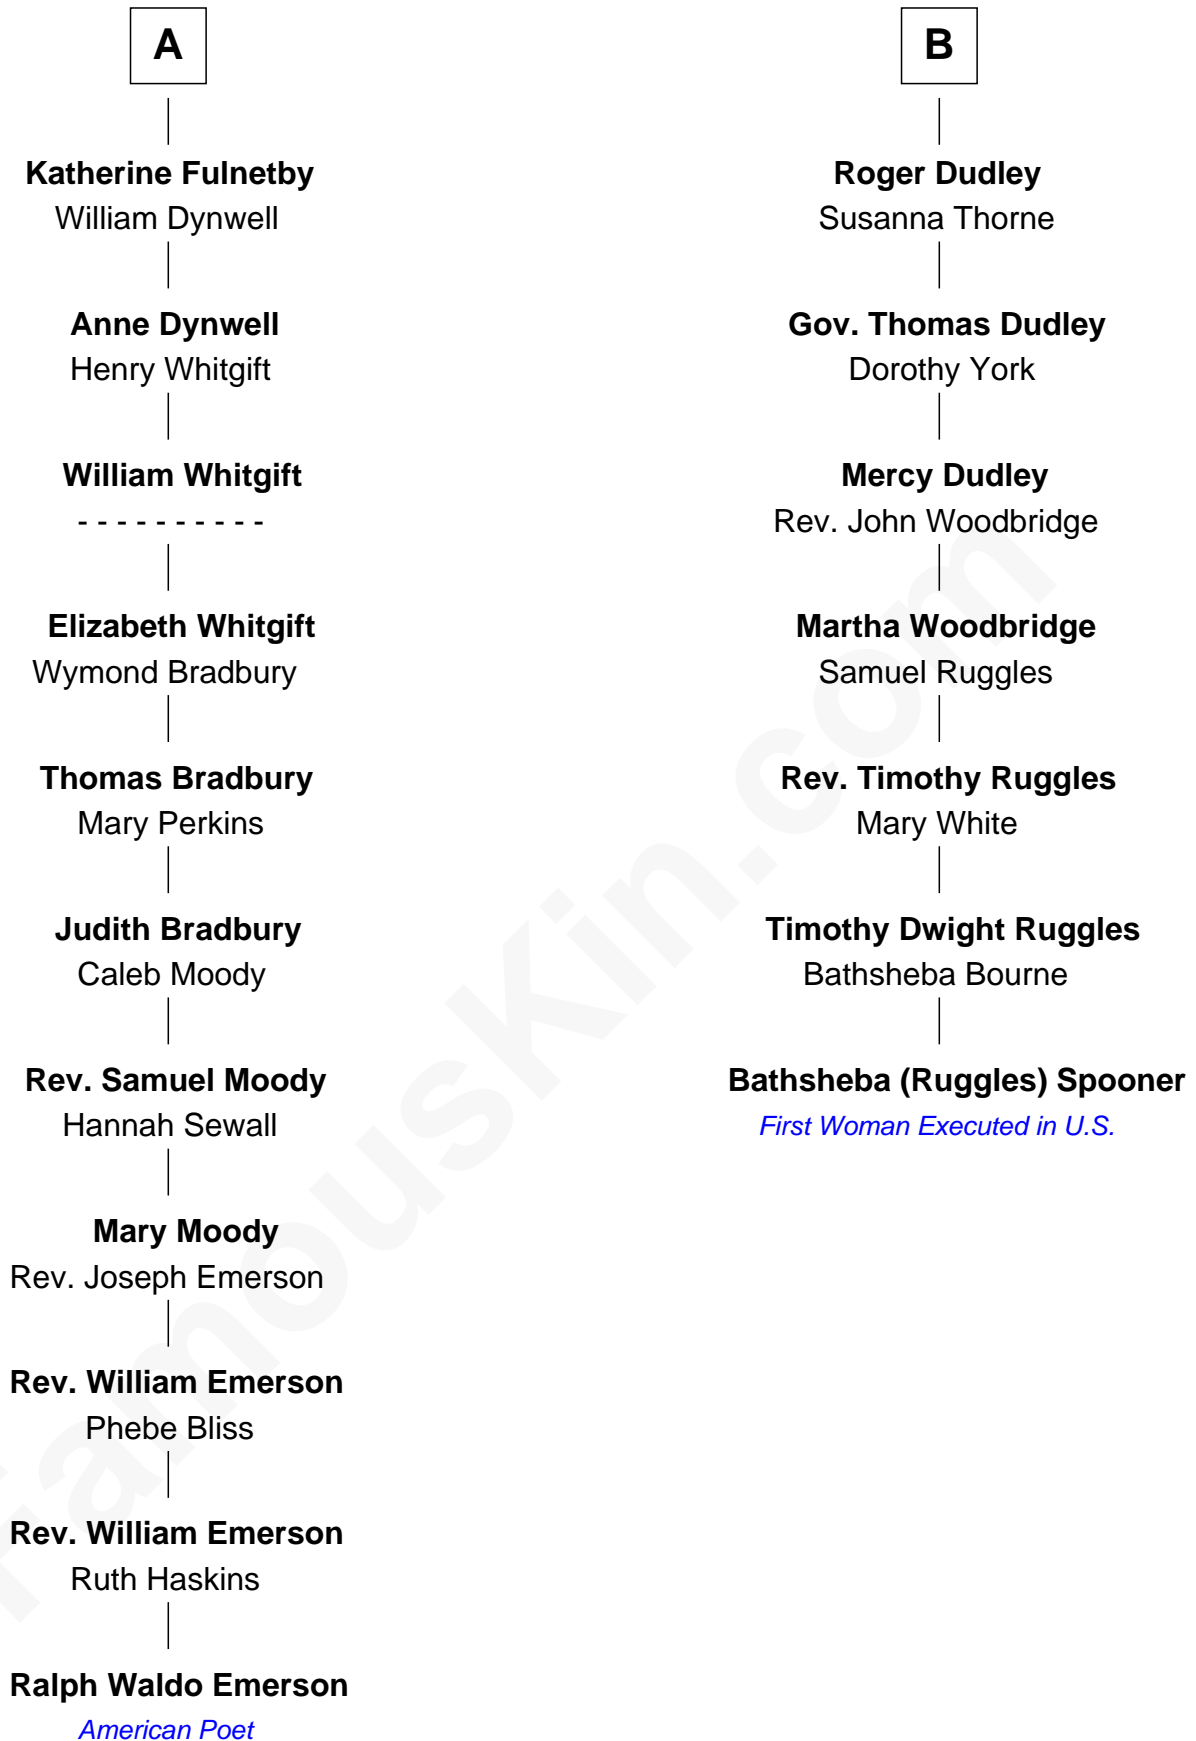 A
Katherine Fulnetby
William Dynwell
Anne Dynwell
Henry Whitgift
William Whitgift
- - - - - - - - - -
Elizabeth Whitgift
Wymond Bradbury
Thomas Bradbury
Mary Perkins
Judith Bradbury
Caleb Moody
Rev. Samuel Moody
Hannah Sewall
Mary Moody
Rev. Joseph Emerson
Rev. William Emerson
Phebe Bliss
Rev. William Emerson
Ruth Haskins
Ralph Waldo Emerson
American Poet
B
Roger Dudley
Susanna Thorne
Gov. Thomas Dudley
Dorothy York
Mercy Dudley
Rev. John Woodbridge
Martha Woodbridge
Samuel Ruggles
Rev. Timothy Ruggles
Mary White
Timothy Dwight Ruggles
Bathsheba Bourne
Bathsheba (Ruggles) Spooner
First Woman Executed in U.S.
FamousKin.com